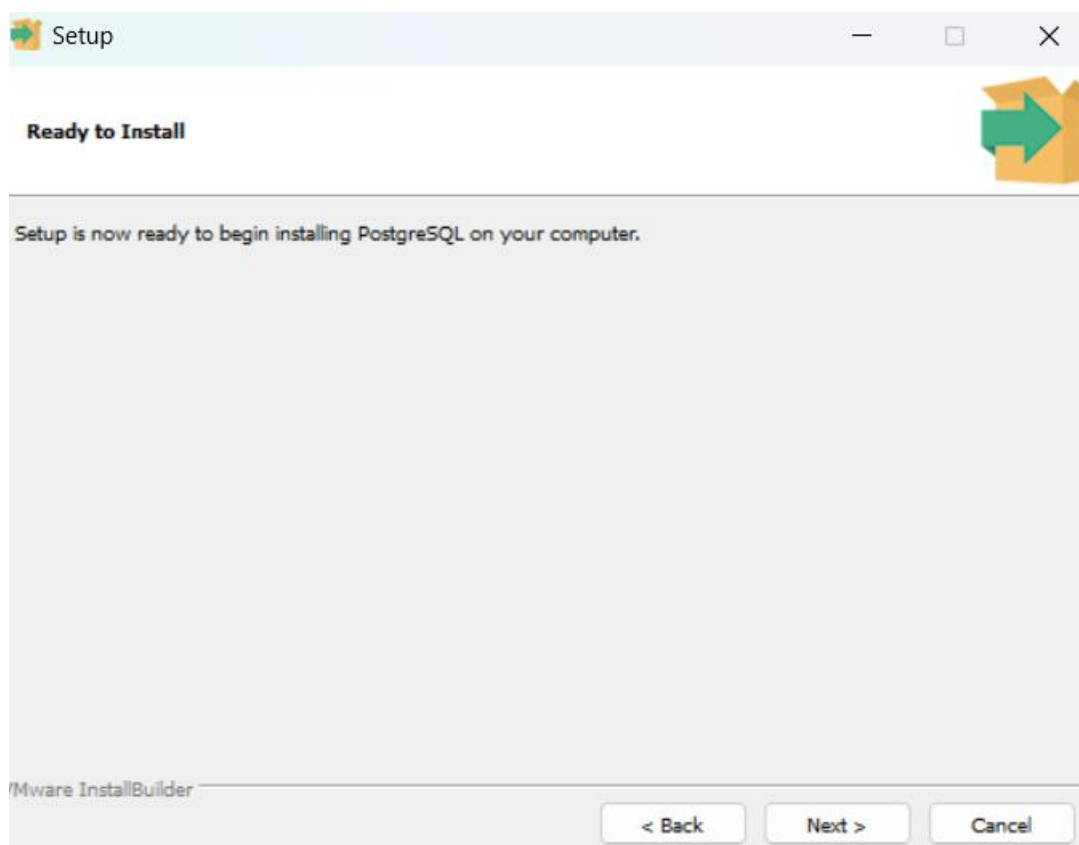 Setup
Ready to Install
Setup is now ready to begin installing PostgreSQL on your computer.
Mware InstallBuilder
< Back
Next >
Cancel